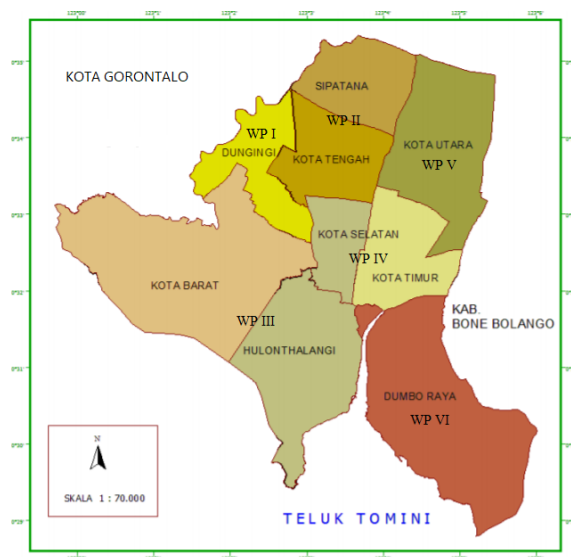 KOTA GORONTALO
SIPATANA
WP I
WP II
DUNGINGI
KOTA TENGAH
KOTA UTARA
WP V
KOTA SELATAN
WP IV
KOTA TIMUR
KOTA BARAT
WP III
HULONTHALANGI
KAB.
BONE BOLANGO
DUMBO RAYA
WP VI
N
SKALA 1 : 70.000
TELUK TOMINI